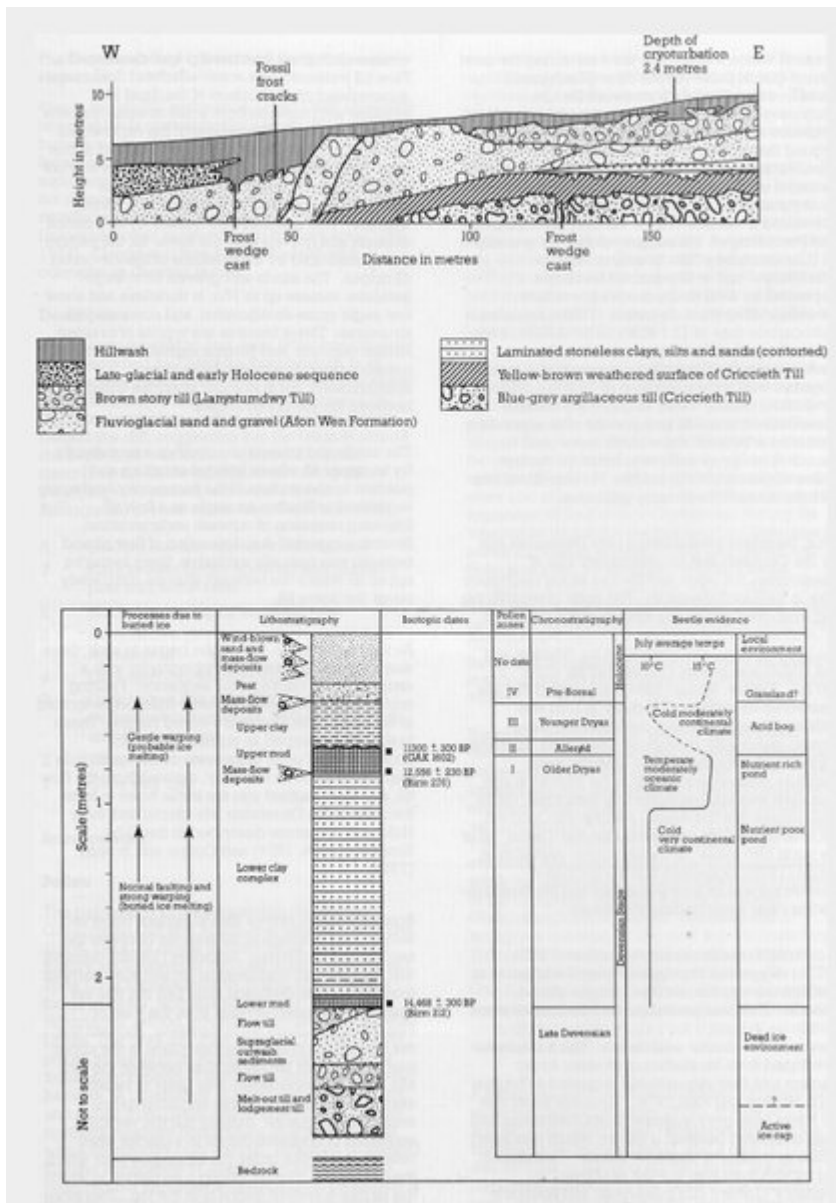 W
E
Depth of
cryoturbation
2·4 metres
Fossil
frost
cracks
Height in metres
10
5
0
0
50
100
150
Frost
wedge
cast
Distance in metres
Frost
wedge
cast
Hillwash
Late-glacial and early Holocene sequence
Brown stony till (Llanystumdwy Till)
Fluvioglacial sand and gravel (Afon Wen Formation)
Laminated stoneless clays, silts and sands (contorted)
Yellow-brown weathered surface of Criccieth Till
Blue-grey argillaceous till (Criccieth Till)
Processes due to
buried ice
Lithostratigraphy
Isotopic dates
Pollen
zones
Chronostratigraphy
Beetle evidence
Scale (metres)
0
1
2
Not to scale
Gentle warping
(probable ice
melting)
Normal faulting and
strong warping
(buried ice melting)
Wind-blown
sand and
mass-flow
deposits
Peat
Mass-flow
deposits
Upper clay
Upper mud
Mass-flow
deposits
Lower clay
complex
Lower mud
Flow till
Supraglacial
outwash
sediments
Flow till
Melt-out till and
lodgement till
Bedrock
11300 ± 300 BP
(GAK 1602)
12,556 ± 230 BP
(Birm 276)
14,468 ± 300 BP
(Birm 212)
No date
IV
III
II
I
Pre-Boreal
Younger Dryas
Allerød
Older Dryas
Late Devensian
Holocene
Devensian Stage
July average temps
10°C
15°C
Cold moderately
continental
climate
Temperate
moderately
oceanic
climate
Cold
very continental
climate
Local
environment
Grassland?
Acid bog
Nutrient rich
pond
Nutrient poor
pond
Dead ice
environment
?
Active
ice cap